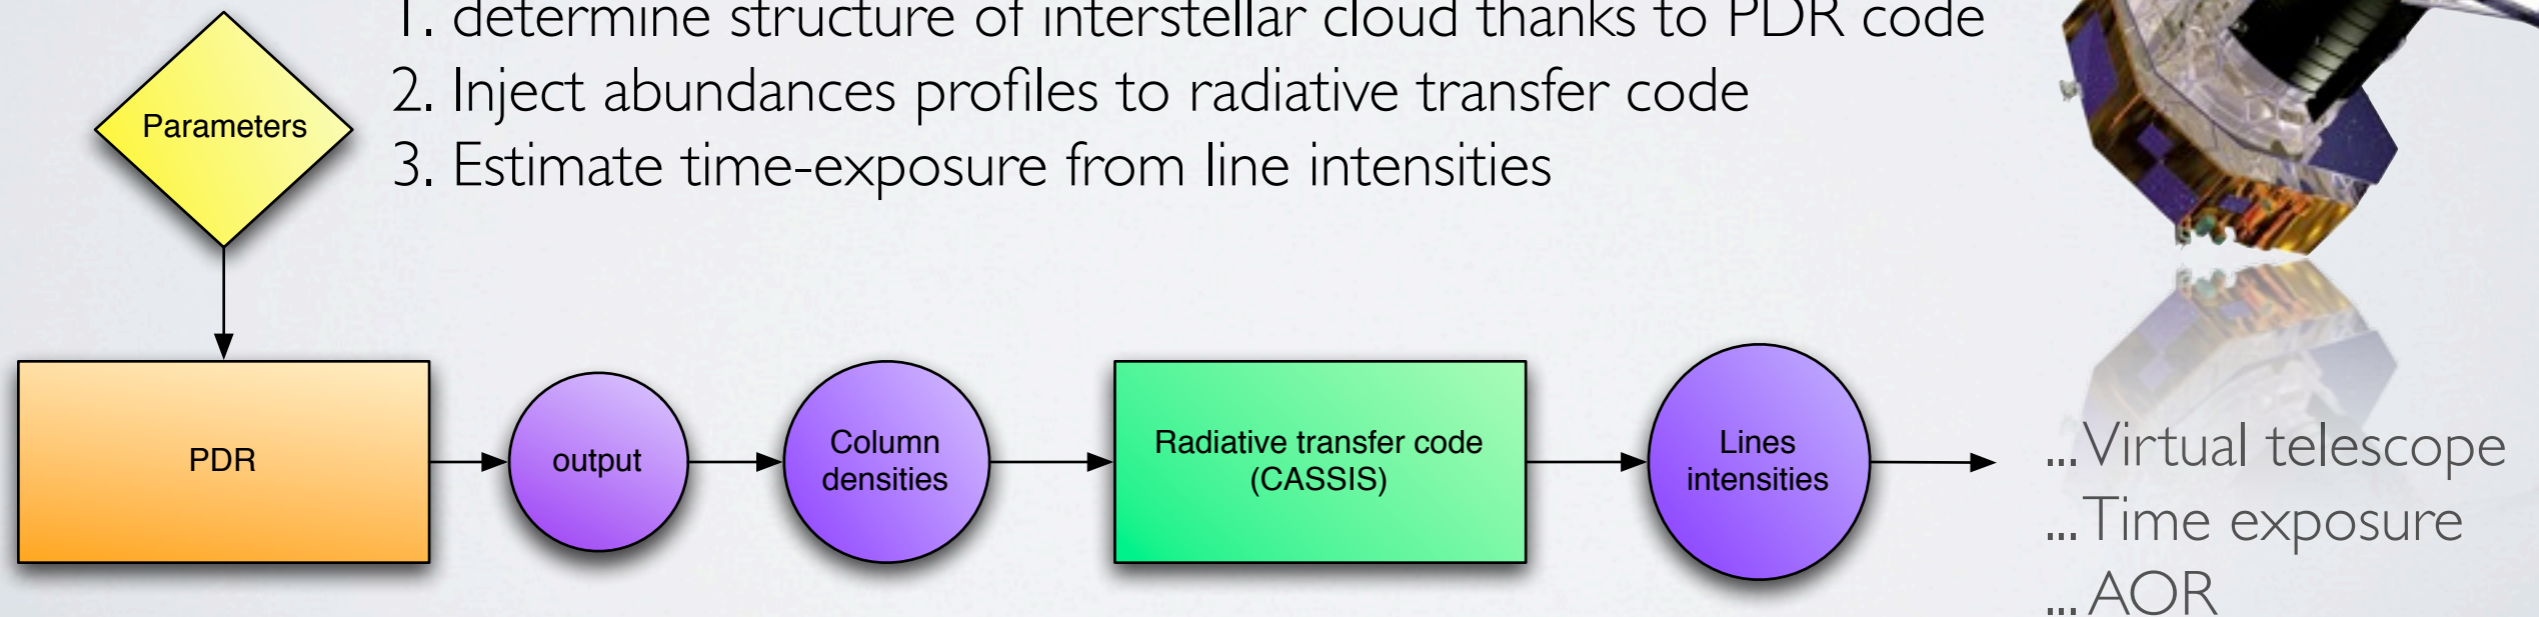 1. determine structure of interstellar cloud thanks to PDR code
2. Inject abundances profiles to radiative transfer code
3. Estimate time-exposure from line intensities
Parameters
PDR
output
Column
densities
Radiative transfer code
(CASSIS)
Lines
intensities
...Virtual telescope
...Time exposure
...AOR